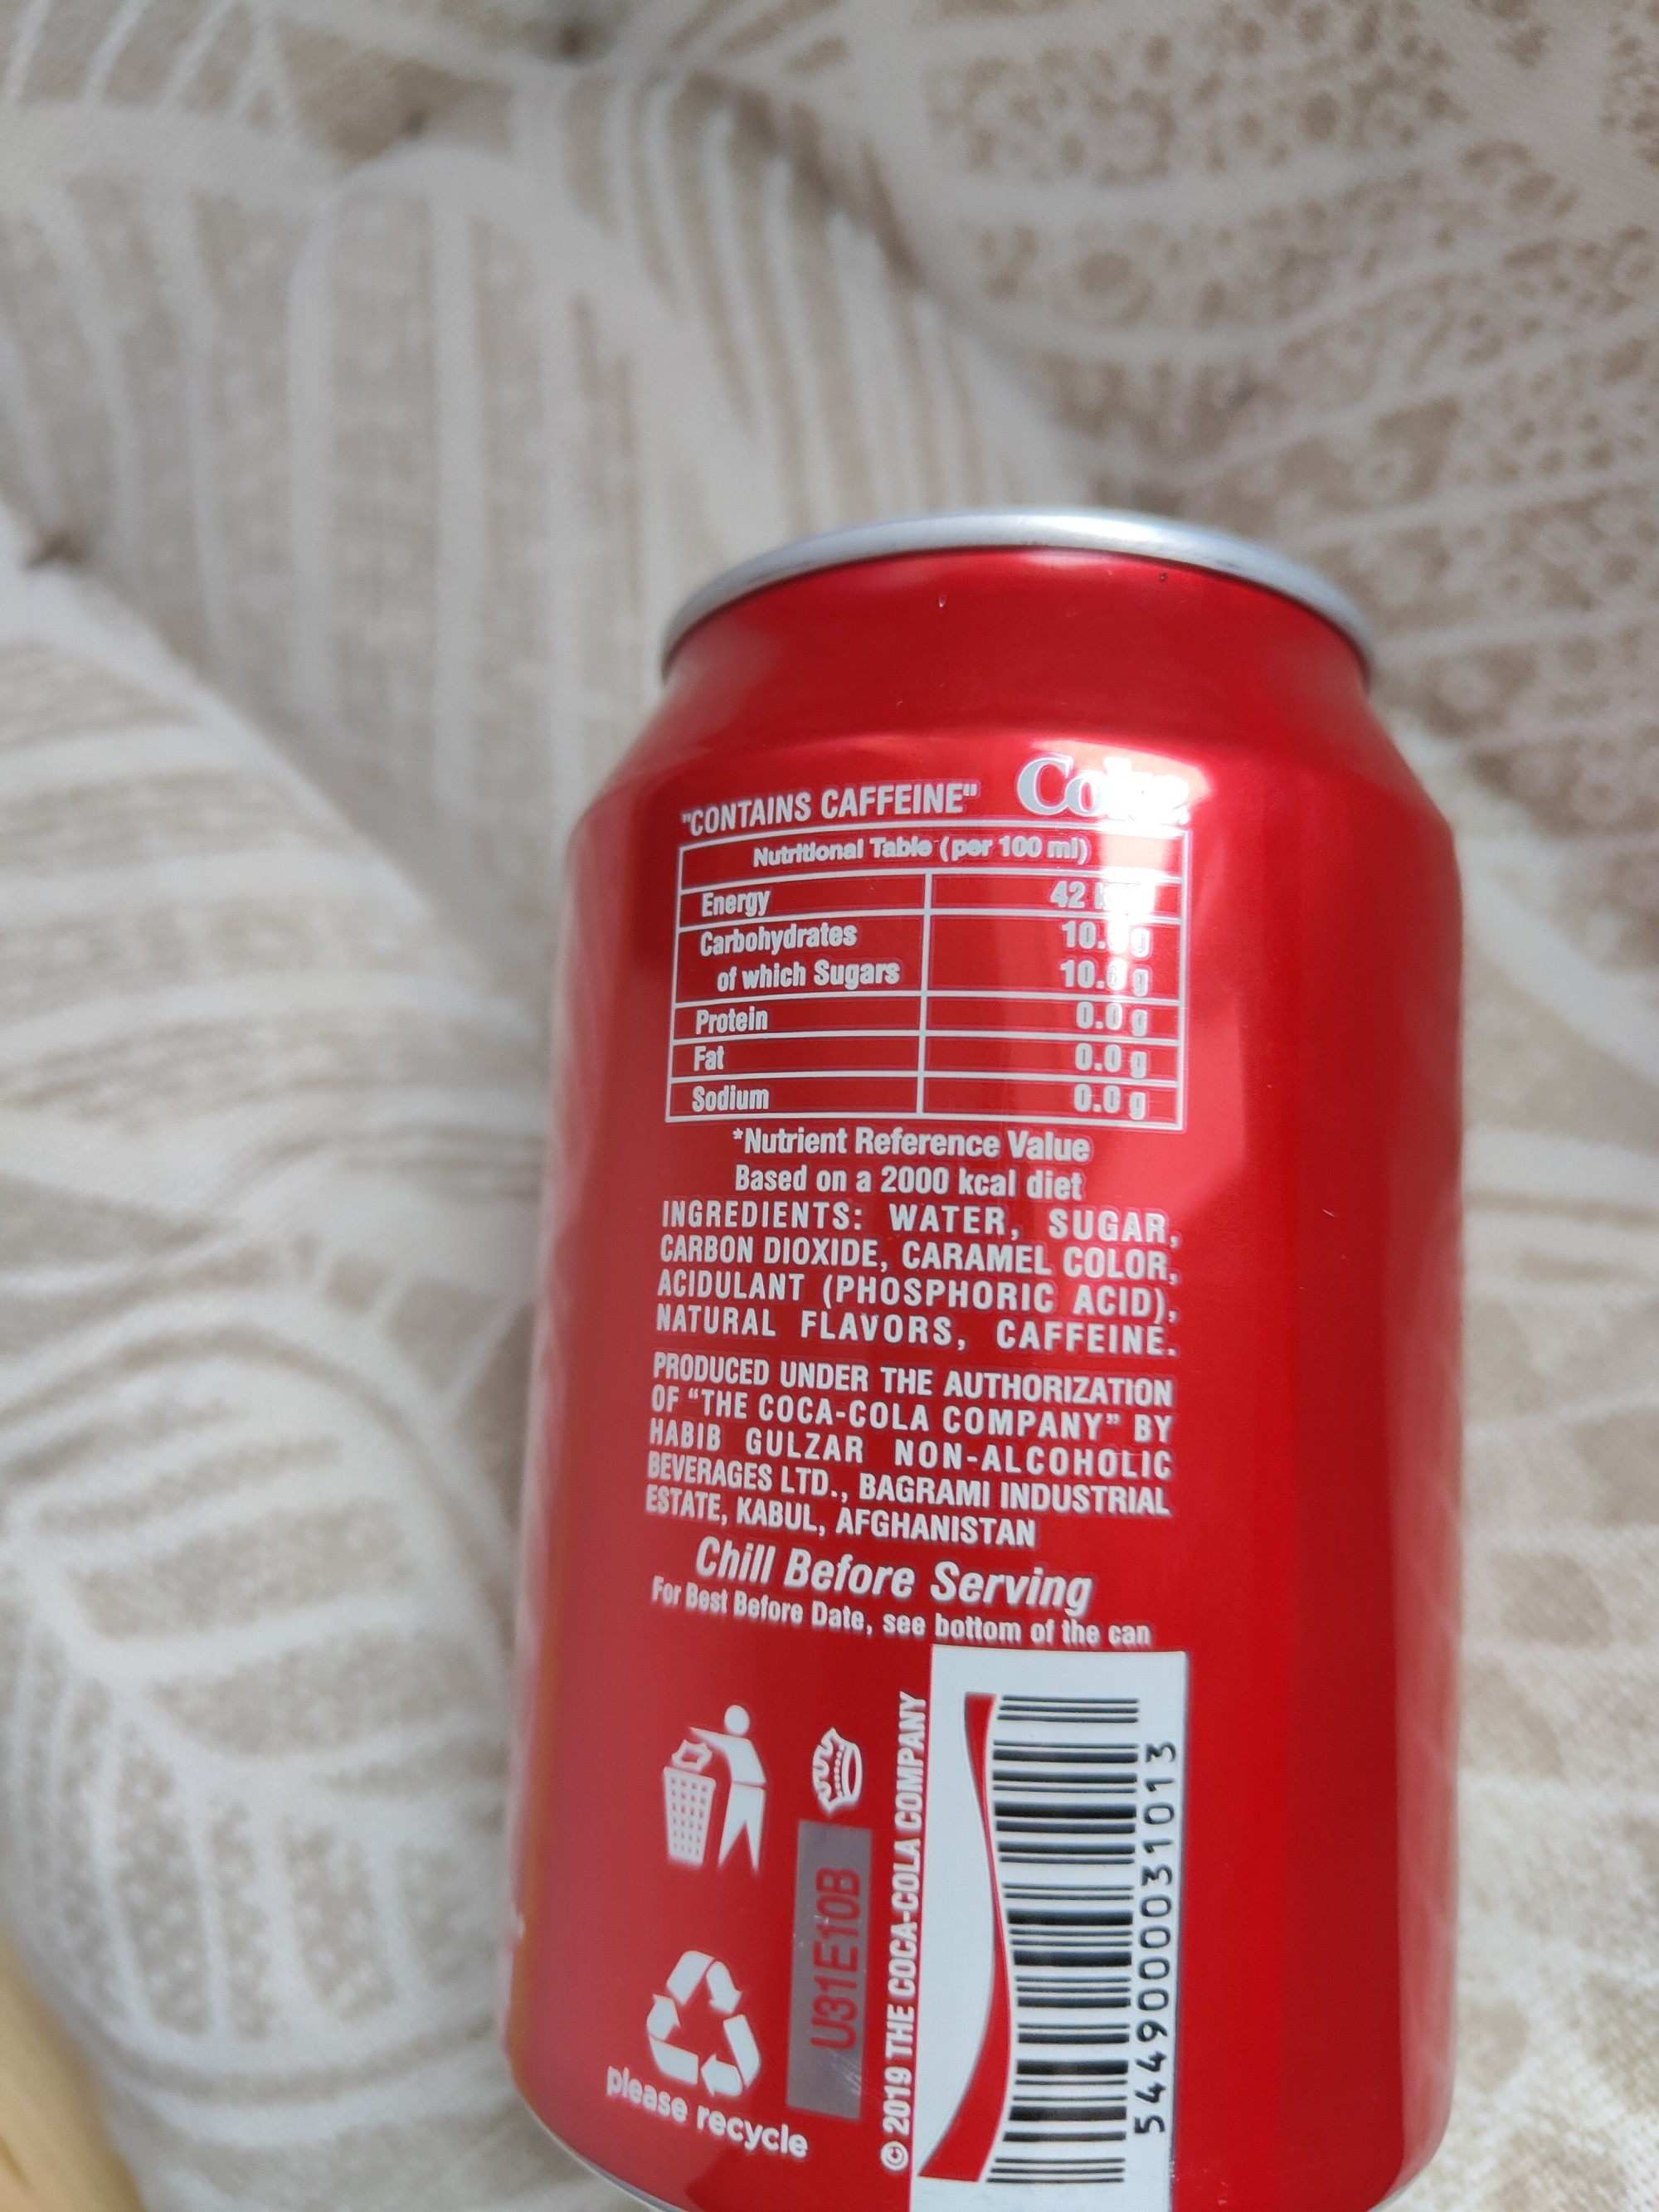 "CONTAINS CAFFEINE" Coke
Nutritional Table (per 100 ml)
Energy 42
Carbohydrates
of which Sugars 10.6 g
Protein 0.0 g
Fat 0.0 g
Sodium 0.0 g
*Nutrient Reference Value
Based on a 2000 kcal diet
INGREDIENTS: WATER, SUGAR,
CARBON DIOXIDE, CARAMEL COLOR,
ACIDULANT (PHOSPHORIC ACID),
NATURAL FLAVORS, CAFFEINE.
PRODUCED UNDER THE AUTHORIZATION
OF “THE COCA-COLA COMPANY” BY
HABIB GULZAR NON-ALCOHOLIC
BEVERAGES LTD., BAGRAMI INDUSTRIAL
ESTATE, KABUL, AFGHANISTAN
Chill Before Serving
For Best Before Date, see bottom of the can
please recycle
U31E10B
© 2019 THE COCA-COLA COMPANY
5449000031013